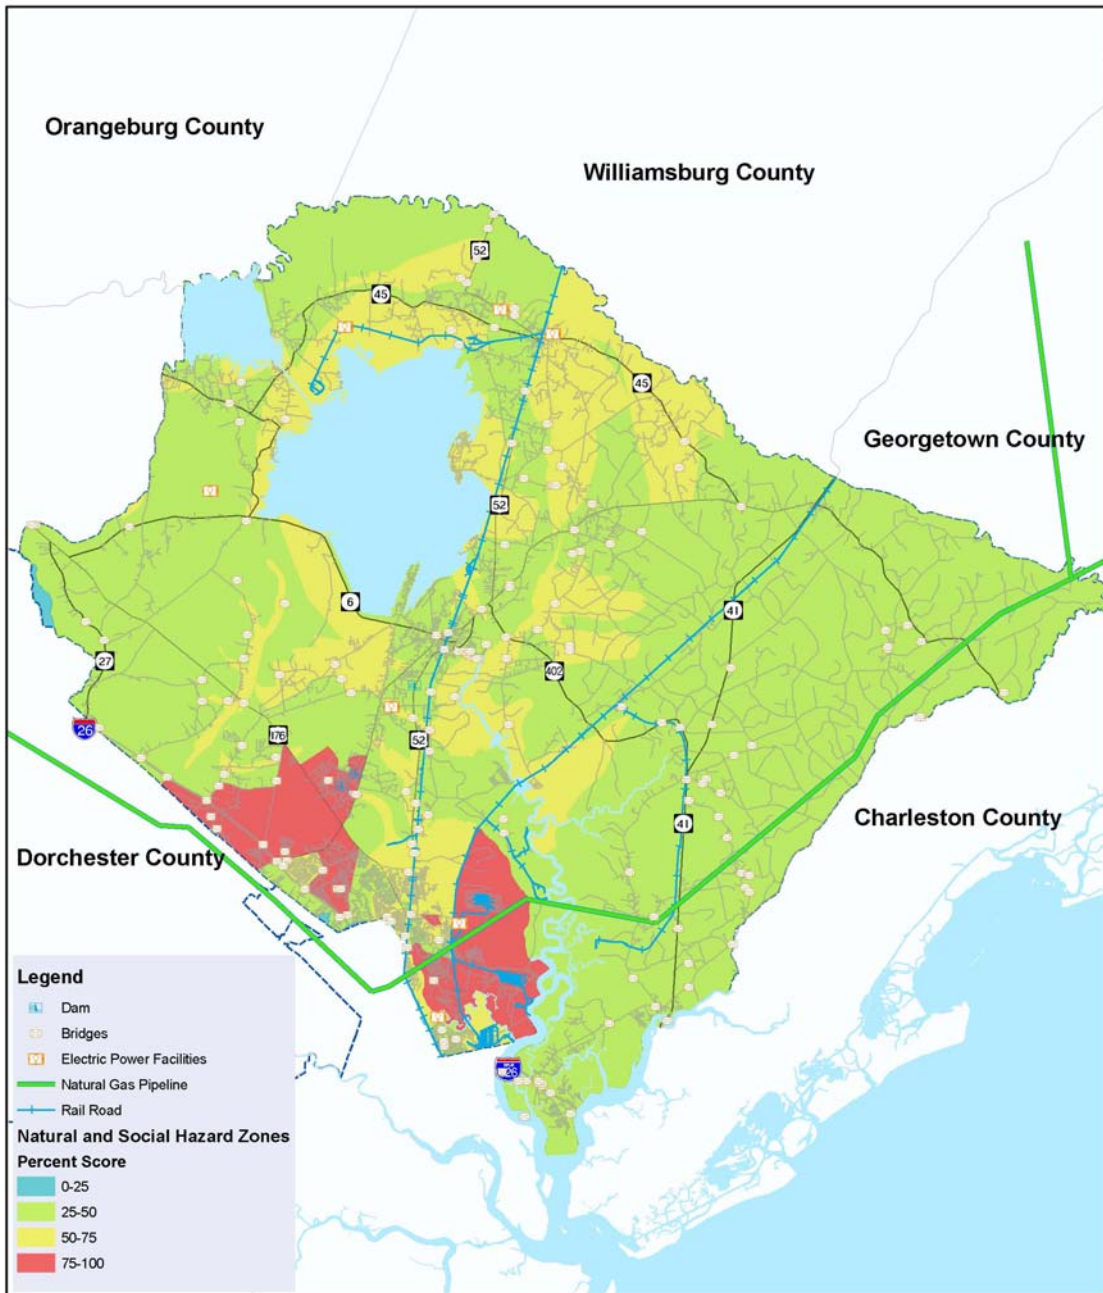 Orangeburg County
Williamsburg County
52
45
45
Georgetown County
52
6
41
27
402
26
176
52
41
Charleston County
Dorchester County
Legend
Dam
Bridges
Electric Power Facilities
Natural Gas Pipeline
Rail Road
Natural and Social Hazard Zones
Percent Score
0-25
25-50
50-75
75-100